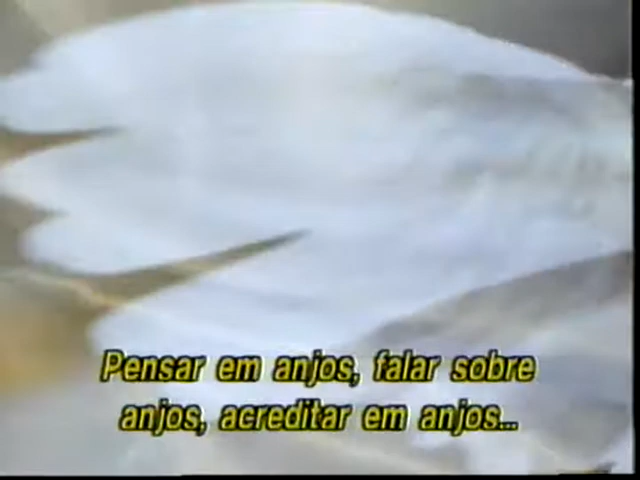 Pensar em anjos, falar sobre
anjos, acreditar em anjos...